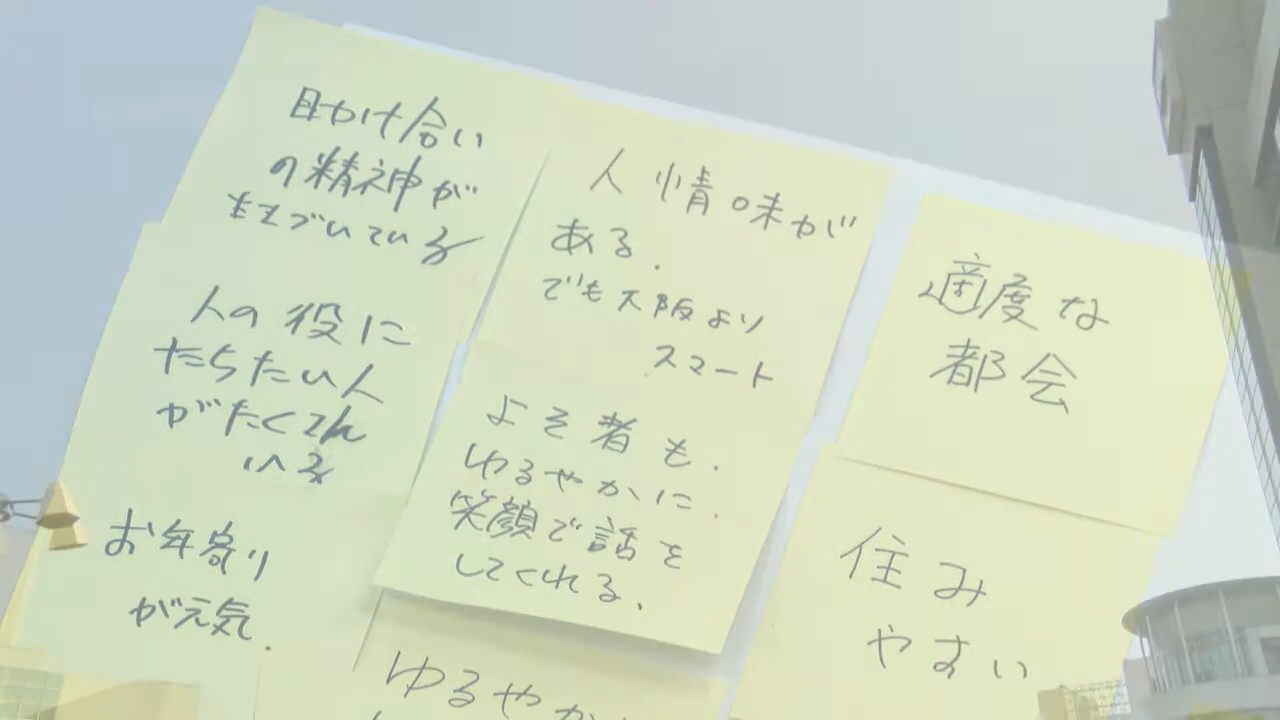 助け合い
の精神が
もとづいている
人の役に
たちたい人
がたくさん
いる
お年寄り
が元気.
人情味が
ある.
でも大阪より
スマート
よそ者も.
ゆるやかに.
笑顔で話を
してくれる.
ゆるやか
適度な
都会
住み
やすい